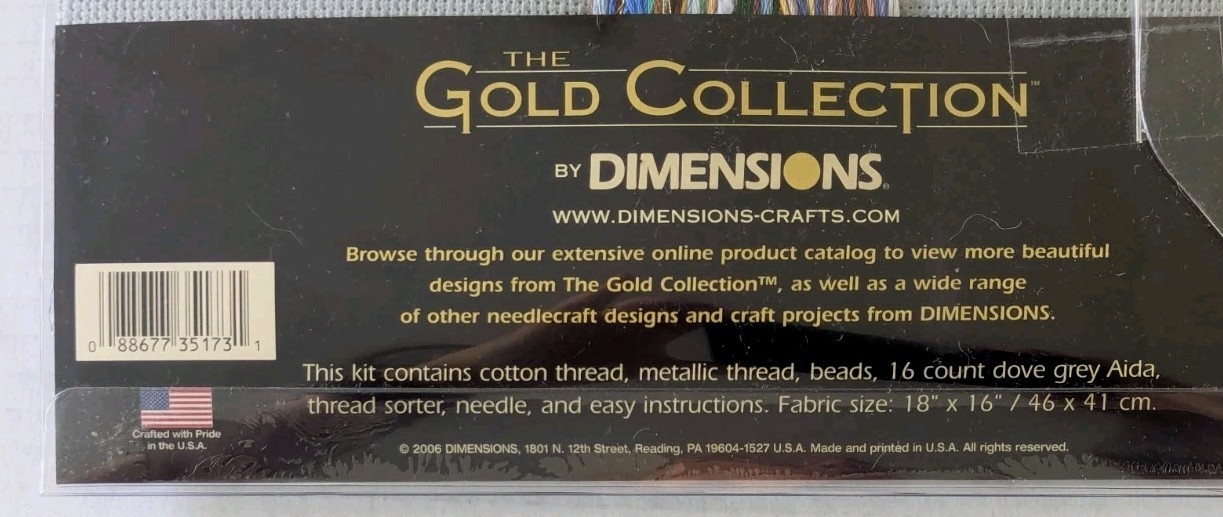 THE
GOLD COLLECTION™
BY DIMENSIONS®
WWW.DIMENSIONS-CRAFTS.COM
Browse through our extensive online product catalog to view more beautiful
designs from The Gold Collection™, as well as a wide range
of other needlecraft designs and craft projects from DIMENSIONS.
0 88677 35173 1
This kit contains cotton thread, metallic thread, beads, 16 count dove grey Aida,
thread sorter, needle, and easy instructions. Fabric size: 18" x 16" / 46 x 41 cm.
Crafted with Pride
in the U.S.A.
© 2006 DIMENSIONS, 1801 N. 12th Street, Reading, PA 19604-1527 U.S.A. Made and printed in U.S.A. All rights reserved.